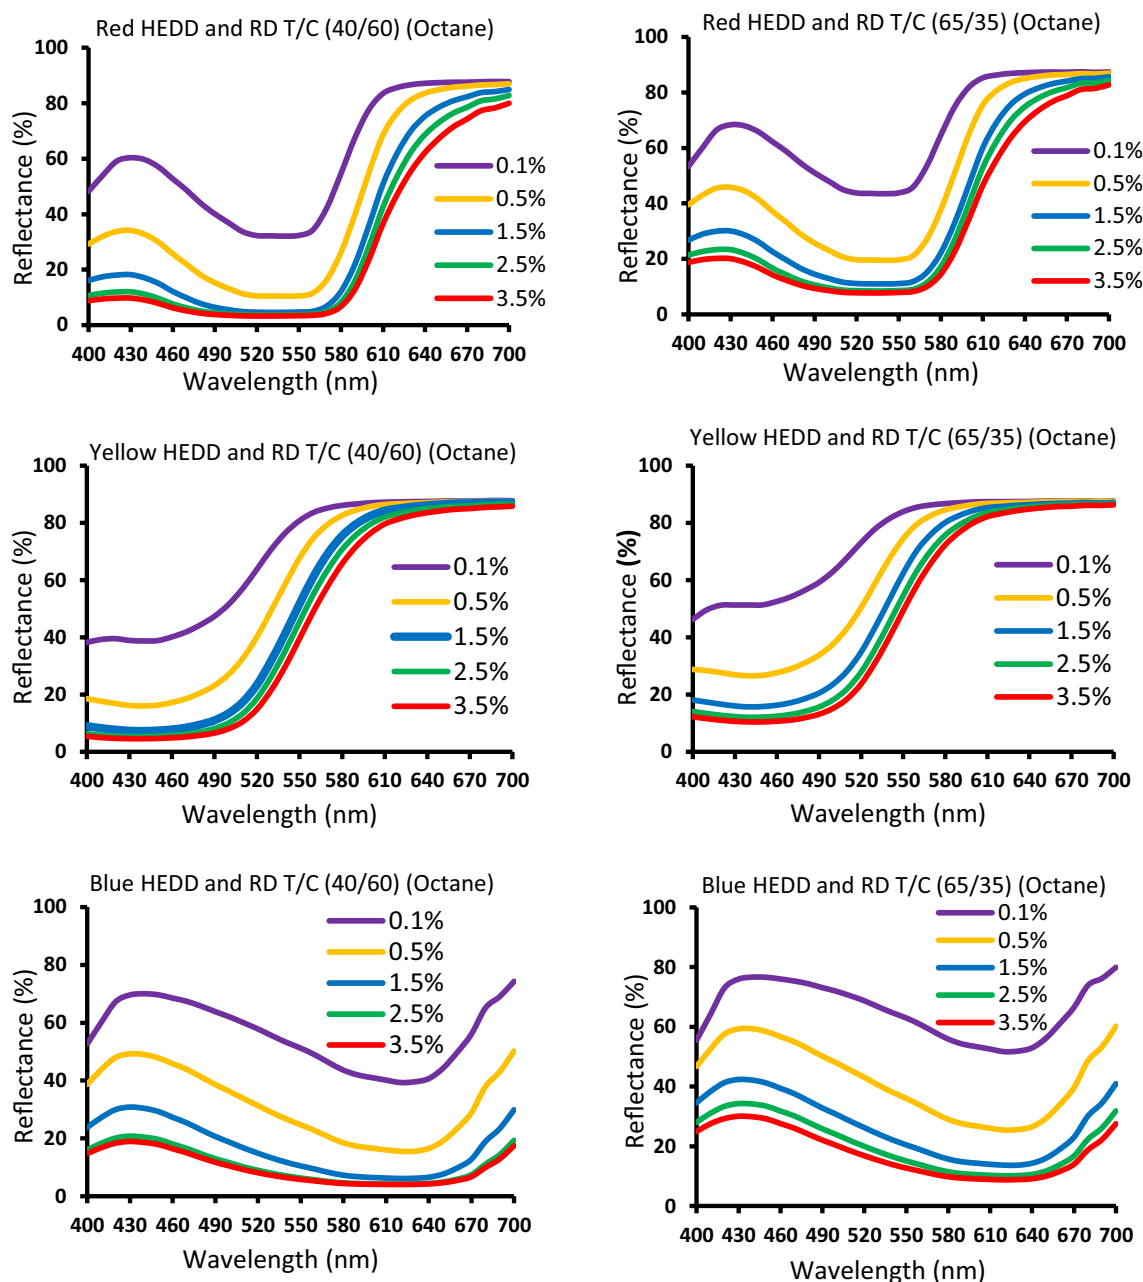 Red HEDD and RD T/C (40/60) (Octane)
Reflectance (%)
100
80
60
40
20
0
0.1%
0.5%
1.5%
2.5%
3.5%
400 430 460 490 520 550 580 610 640 670 700
Wavelength (nm)
Red HEDD and RD T/C (65/35) (Octane)
Reflectance (%)
100
80
60
40
20
0
0.1%
0.5%
1.5%
2.5%
3.5%
400 430 460 490 520 550 580 610 640 670 700
Wavelength (nm)
Yellow HEDD and RD T/C (40/60) (Octane)
Reflectance (%)
100
80
60
40
20
0
0.1%
0.5%
1.5%
2.5%
3.5%
400 430 460 490 520 550 580 610 640 670 700
Wavelength (nm)
Yellow HEDD and RD T/C (65/35) (Octane)
Reflectance (%)
100
80
60
40
20
0
0.1%
0.5%
1.5%
2.5%
3.5%
400 430 460 490 520 550 580 610 640 670 700
Wavelength (nm)
Blue HEDD and RD T/C (40/60) (Octane)
Reflectance (%)
100
80
60
40
20
0
0.1%
0.5%
1.5%
2.5%
3.5%
400 430 460 490 520 550 580 610 640 670 700
Wavelength (nm)
Blue HEDD and RD T/C (65/35) (Octane)
Reflectance (%)
100
80
60
40
20
0
0.1%
0.5%
1.5%
2.5%
3.5%
400 430 460 490 520 550 580 610 640 670 700
Wavelength (nm)